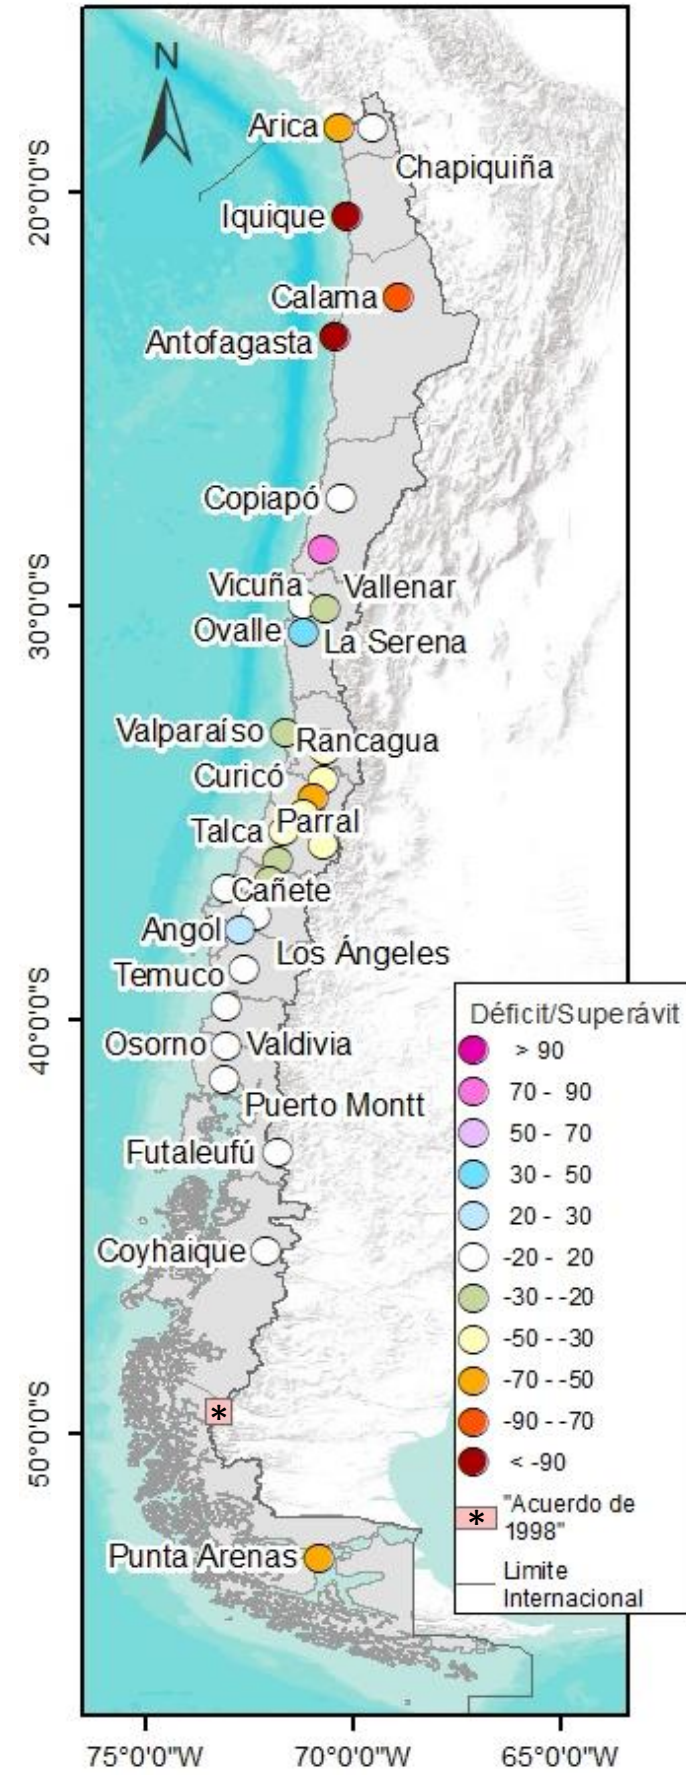 N
Arica
Chapiquiña
20°0'0"S
Iquique
Calama
Antofagasta
Copiapó
Vicuña
Vallenar
30°0'0"S
Ovalle
La Serena
Valparaíso
Rancagua
Curicó
Talca
Parral
Cañete
Angol
Los Ángeles
Temuco
40°0'0"S
Osorno
Valdivia
Puerto Montt
Futaleufú
Coyhaique
50°0'0"S
*
Punta Arenas
Déficit/Superávit
> 90
70 - 90
50 - 70
30 - 50
20 - 30
-20 - 20
-30 - -20
-50 - -30
-70 - -50
-90 - -70
< -90
* "Acuerdo de
1998"
Limite
Internacional
75°0'0"W 70°0'0"W 65°0'0"W